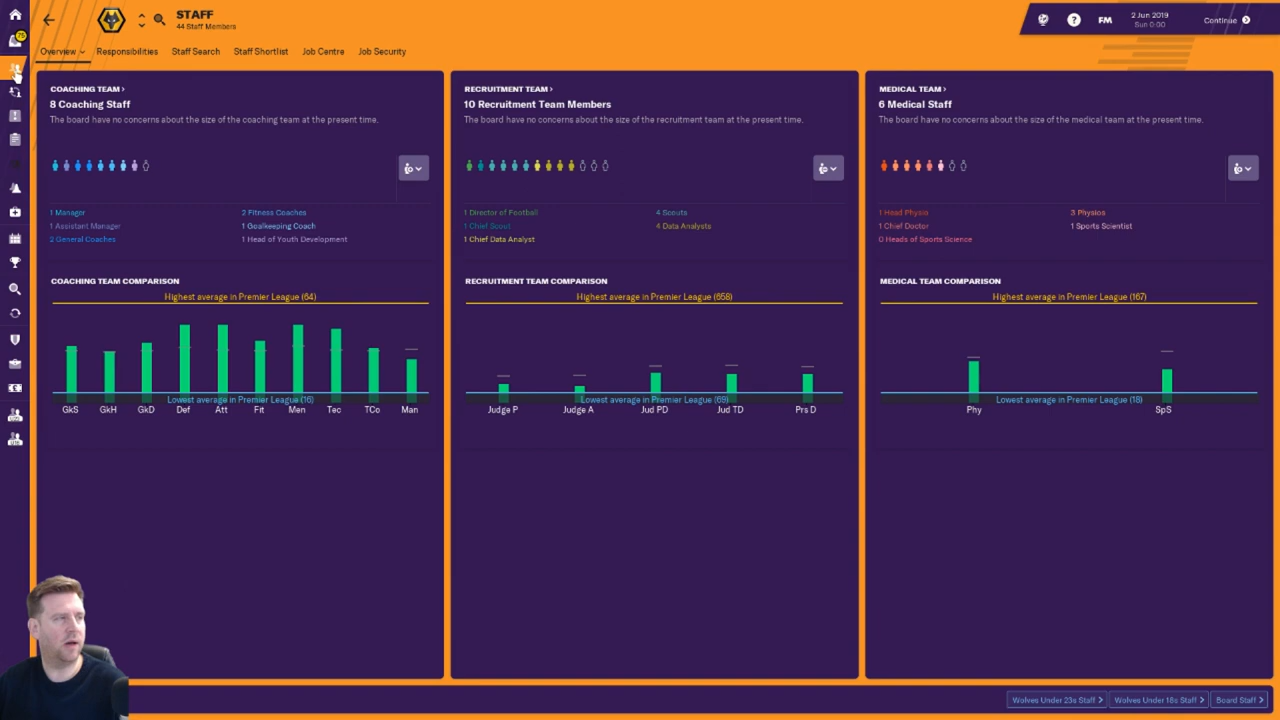 STAFF
44 Staff Members
75
?
FM
2 Jun 2019
Sun 0:00
Continue
Overview
Responsibilities
Staff Search
Staff Shortlist
Job Centre
Job Security
COACHING TEAM >
8 Coaching Staff
The board have no concerns about the size of the coaching team at the present time.
1 Manager
2 Fitness Coaches
1 Assistant Manager
1 Goalkeeping Coach
2 General Coaches
1 Head of Youth Development
COACHING TEAM COMPARISON
Highest average in Premier League (64)
Lowest average in Premier League (16)
GkS GkH GkD Def Att Fit Men Tec TCo Man
RECRUITMENT TEAM >
10 Recruitment Team Members
The board have no concerns about the size of the recruitment team at the present time.
1 Director of Football
4 Scouts
1 Chief Scout
4 Data Analysts
1 Chief Data Analyst
RECRUITMENT TEAM COMPARISON
Highest average in Premier League (658)
Lowest average in Premier League (69)
Judge P Judge A Jud PD Jud TD Prs D
MEDICAL TEAM >
6 Medical Staff
The board have no concerns about the size of the medical team at the present time.
1 Head Physio
3 Physios
1 Chief Doctor
1 Sports Scientist
0 Heads of Sports Science
MEDICAL TEAM COMPARISON
Highest average in Premier League (167)
Lowest average in Premier League (18)
Phy SpS
Wolves Under 23s Staff >
Wolves Under 18s Staff >
Board Staff >